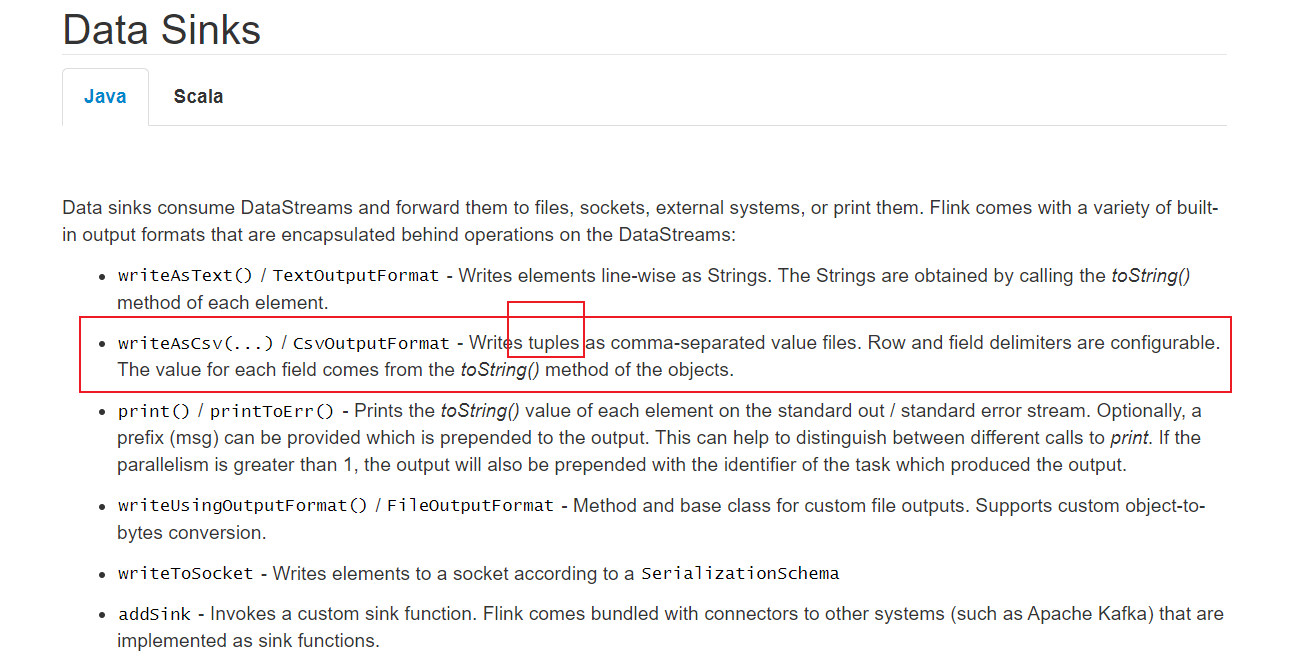 Data Sinks
Java Scala
Data sinks consume DataStreams and forward them to files, sockets, external systems, or print them. Flink comes with a variety of built-
in output formats that are encapsulated behind operations on the DataStreams:
• writeAsText() / TextOutputFormat - Writes elements line-wise as Strings. The Strings are obtained by calling the toString()
method of each element.
• writeAsCsv(...) / CsvOutputFormat - Writes tuples as comma-separated value files. Row and field delimiters are configurable.
The value for each field comes from the toString() method of the objects.
• print() / printToErr() - Prints the toString() value of each element on the standard out / standard error stream. Optionally, a
prefix (msg) can be provided which is prepended to the output. This can help to distinguish between different calls to print. If the
parallelism is greater than 1, the output will also be prepended with the identifier of the task which produced the output.
• writeUsingOutputFormat() / FileOutputFormat - Method and base class for custom file outputs. Supports custom object-to-
bytes conversion.
• writeToSocket - Writes elements to a socket according to a SerializationSchema
• addSink - Invokes a custom sink function. Flink comes bundled with connectors to other systems (such as Apache Kafka) that are
implemented as sink functions.